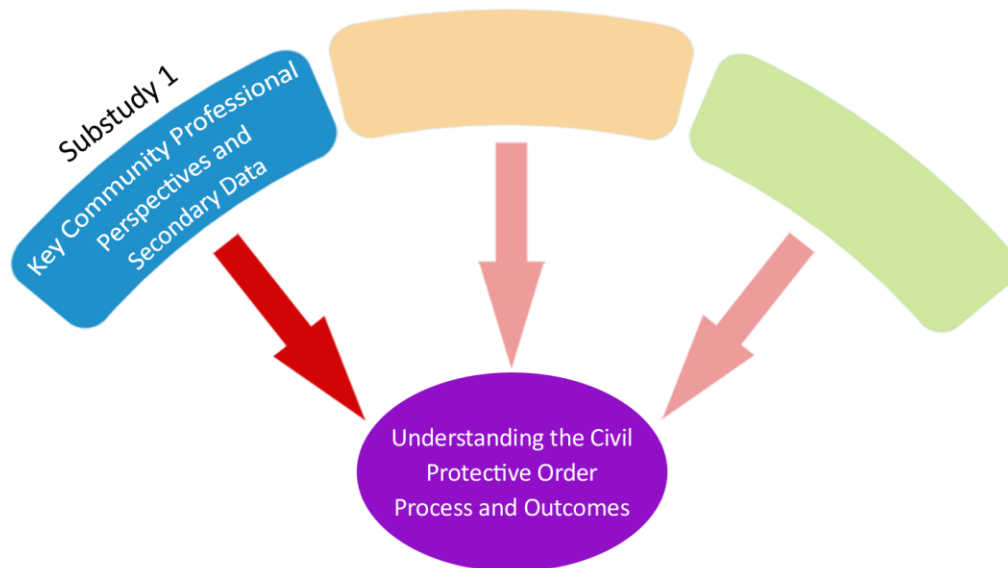 Substudy 1
Key Community Professional
Perspectives and
Secondary Data
Understanding the Civil
Protective Order
Process and Outcomes